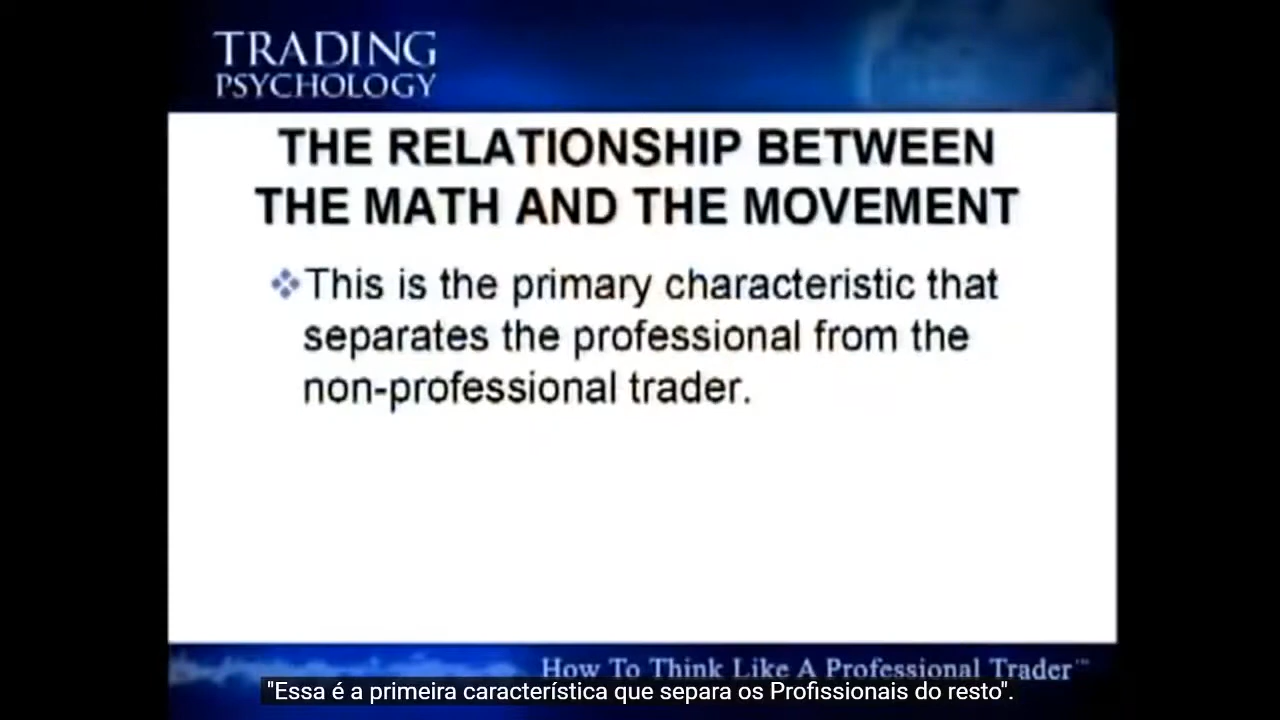 TRADING
PSYCHOLOGY
THE RELATIONSHIP BETWEEN
THE MATH AND THE MOVEMENT
This is the primary characteristic that
separates the professional from the
non-professional trader.
How To Think Like A Professional Trader™
"Essa é a primeira característica que separa os Profissionais do resto".